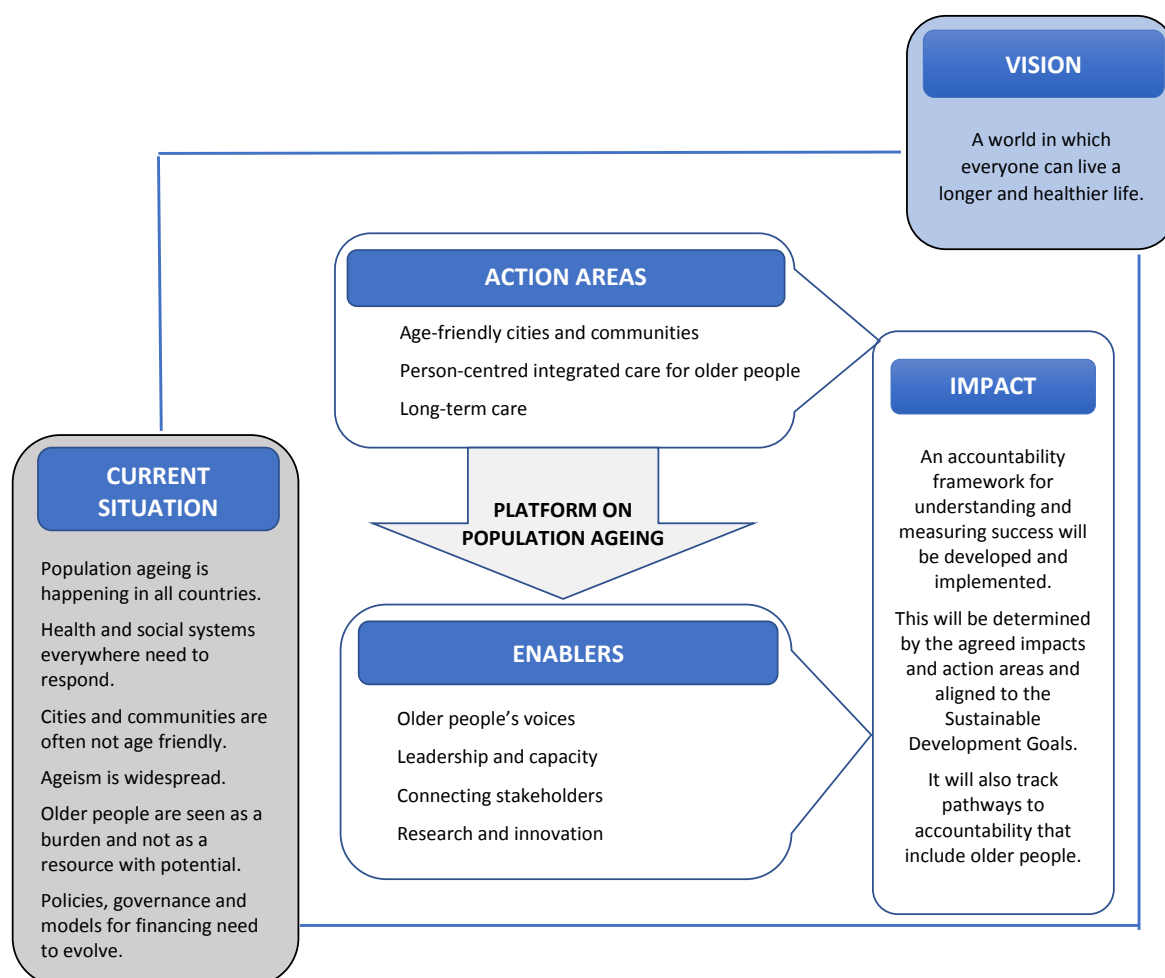 VISION
A world in which
everyone can live a
longer and healthier life.
ACTION AREAS
Age-friendly cities and communities
Person-centred integrated care for older people
Long-term care
PLATFORM ON
POPULATION AGEING
ENABLERS
Older people’s voices
Leadership and capacity
Connecting stakeholders
Research and innovation
IMPACT
An accountability
framework for
understanding and
measuring success will
be developed and
implemented.
This will be determined
by the agreed impacts
and action areas and
aligned to the
Sustainable
Development Goals.
It will also track
pathways to
accountability that
include older people.
CURRENT
SITUATION
Population ageing is
happening in all countries.
Health and social systems
everywhere need to
respond.
Cities and communities are
often not age friendly.
Ageism is widespread.
Older people are seen as a
burden and not as a
resource with potential.
Policies, governance and
models for financing need
to evolve.